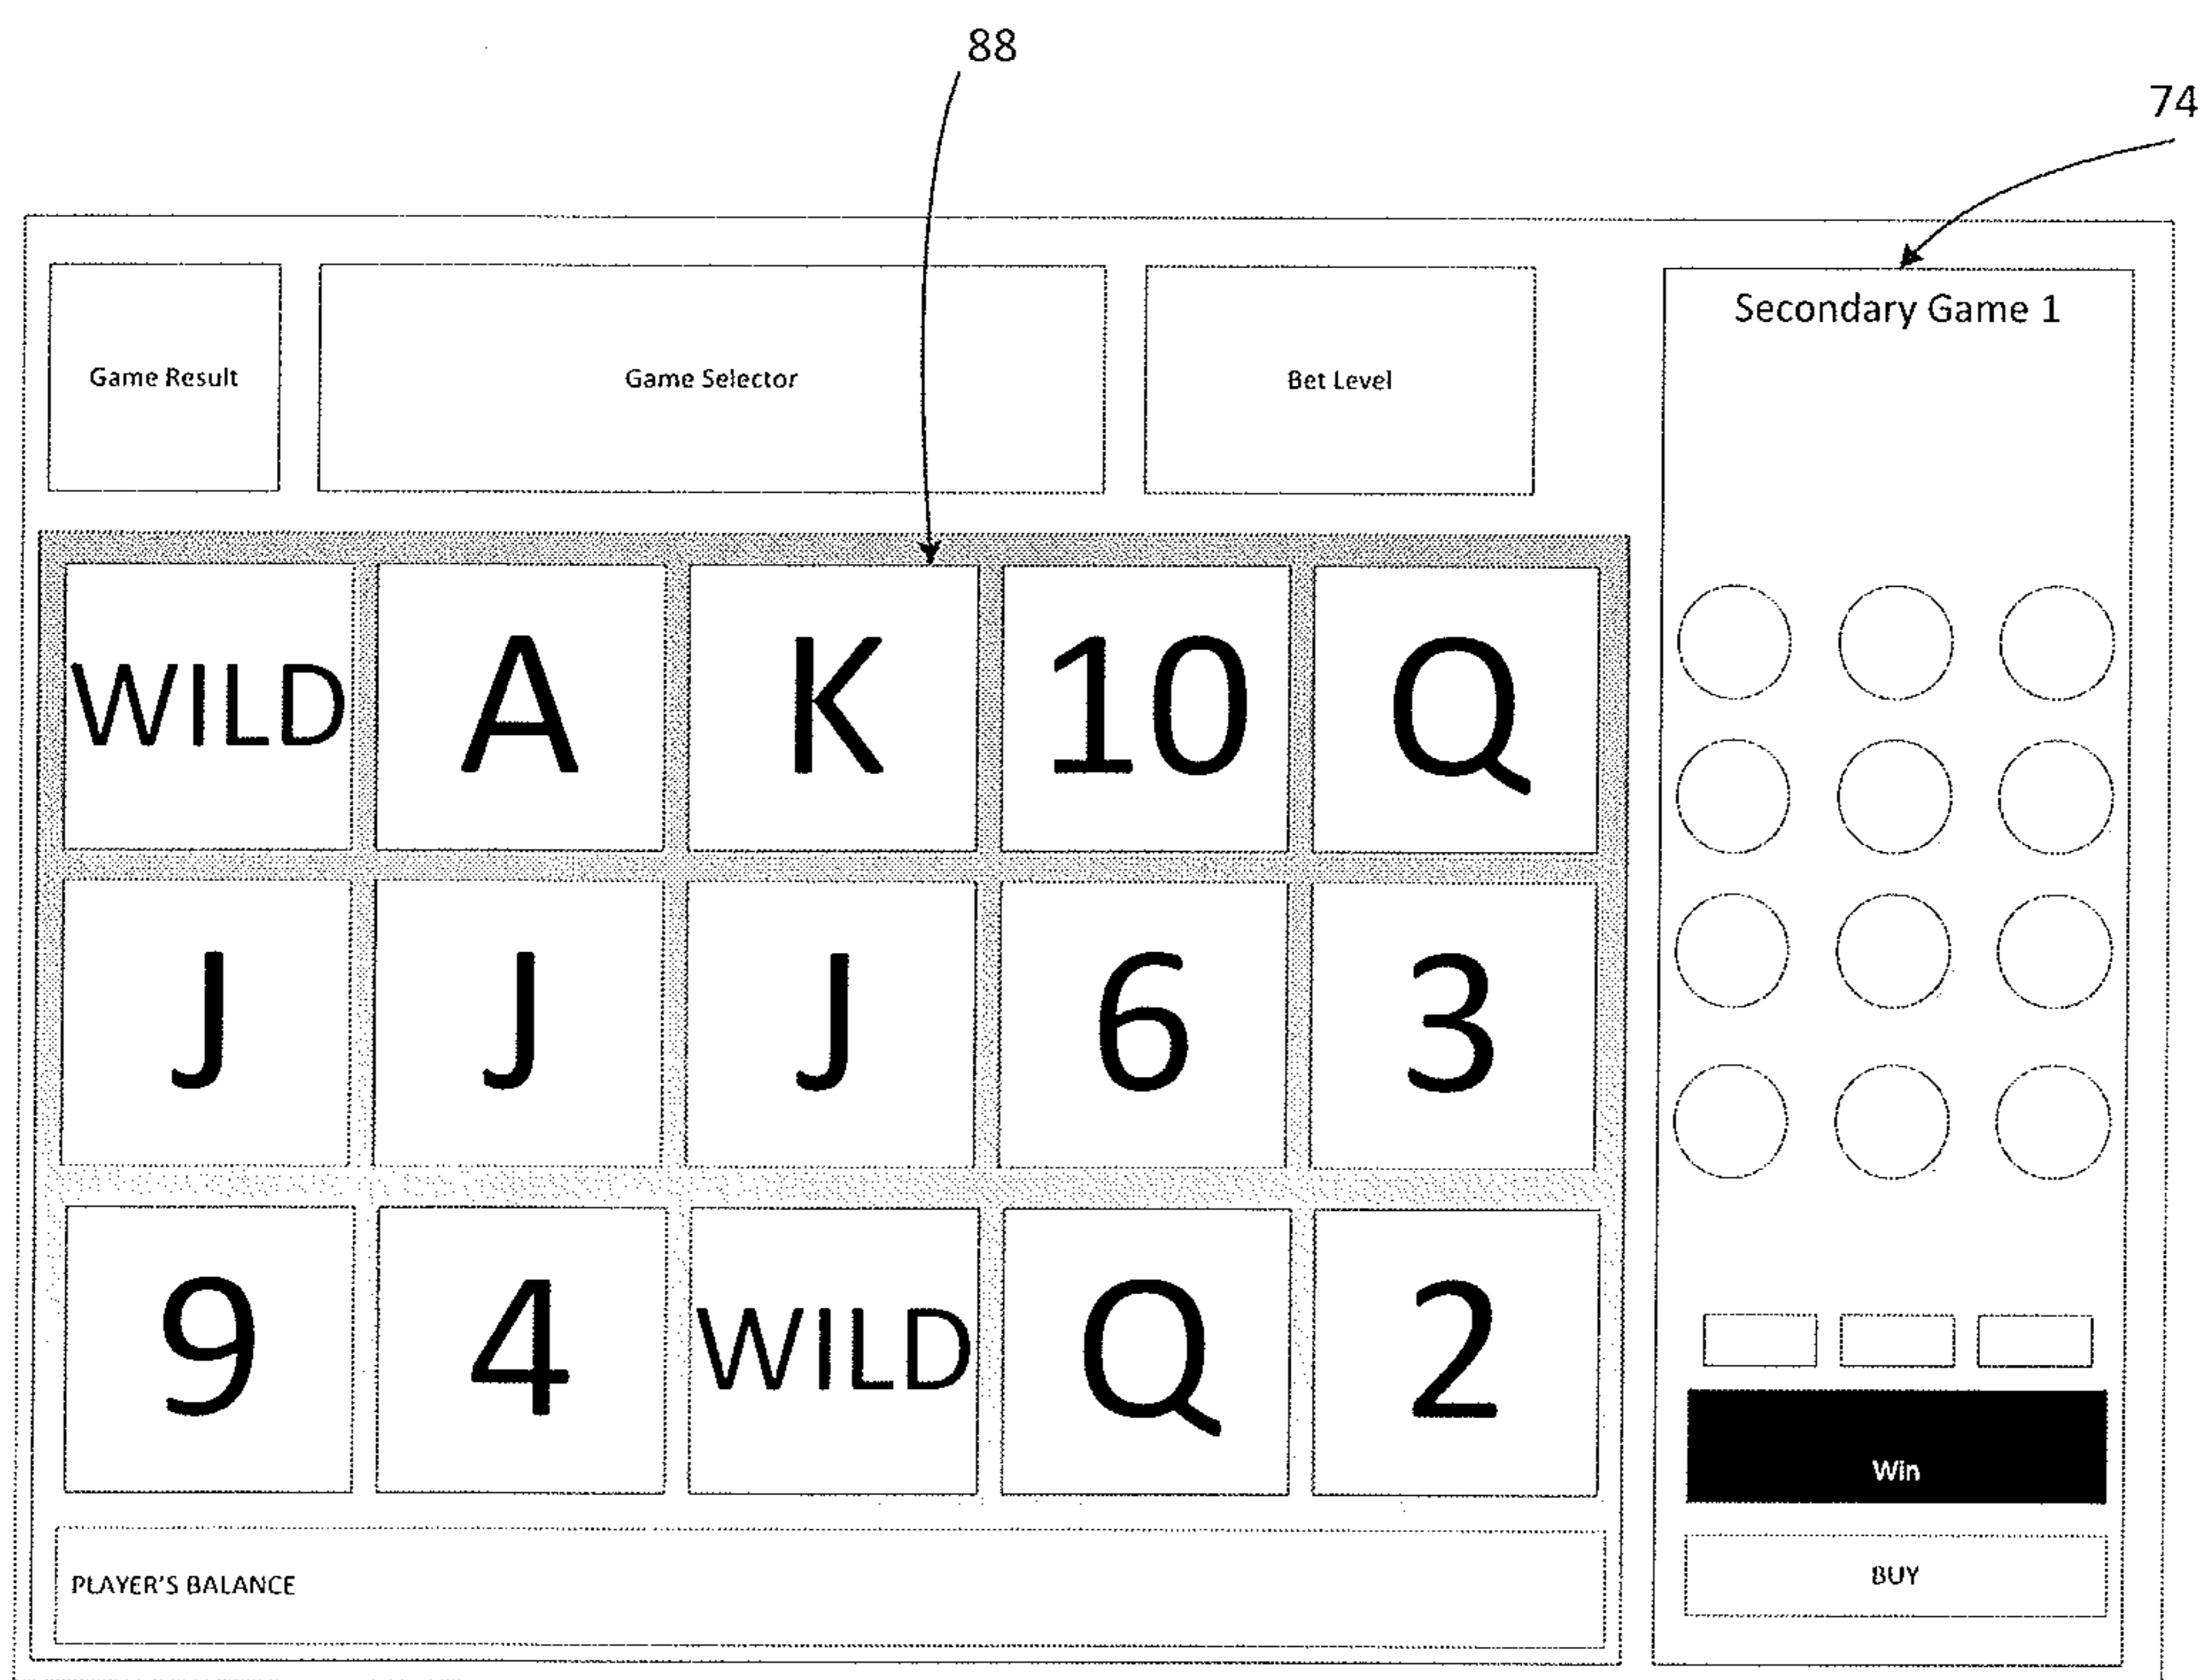 88
74
Secondary Game 1
Game Result
Game Selector
Bet Level
WILD A K 10 Q
J J J 6 3
9 4 WILD Q 2
Win
PLAYER'S BALANCE
BUY